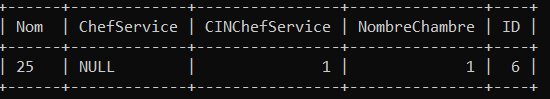 | Nom | ChefService | CINChefService | NombreChambre | ID |
| 25 | NULL | 1 | 1 | 6 |